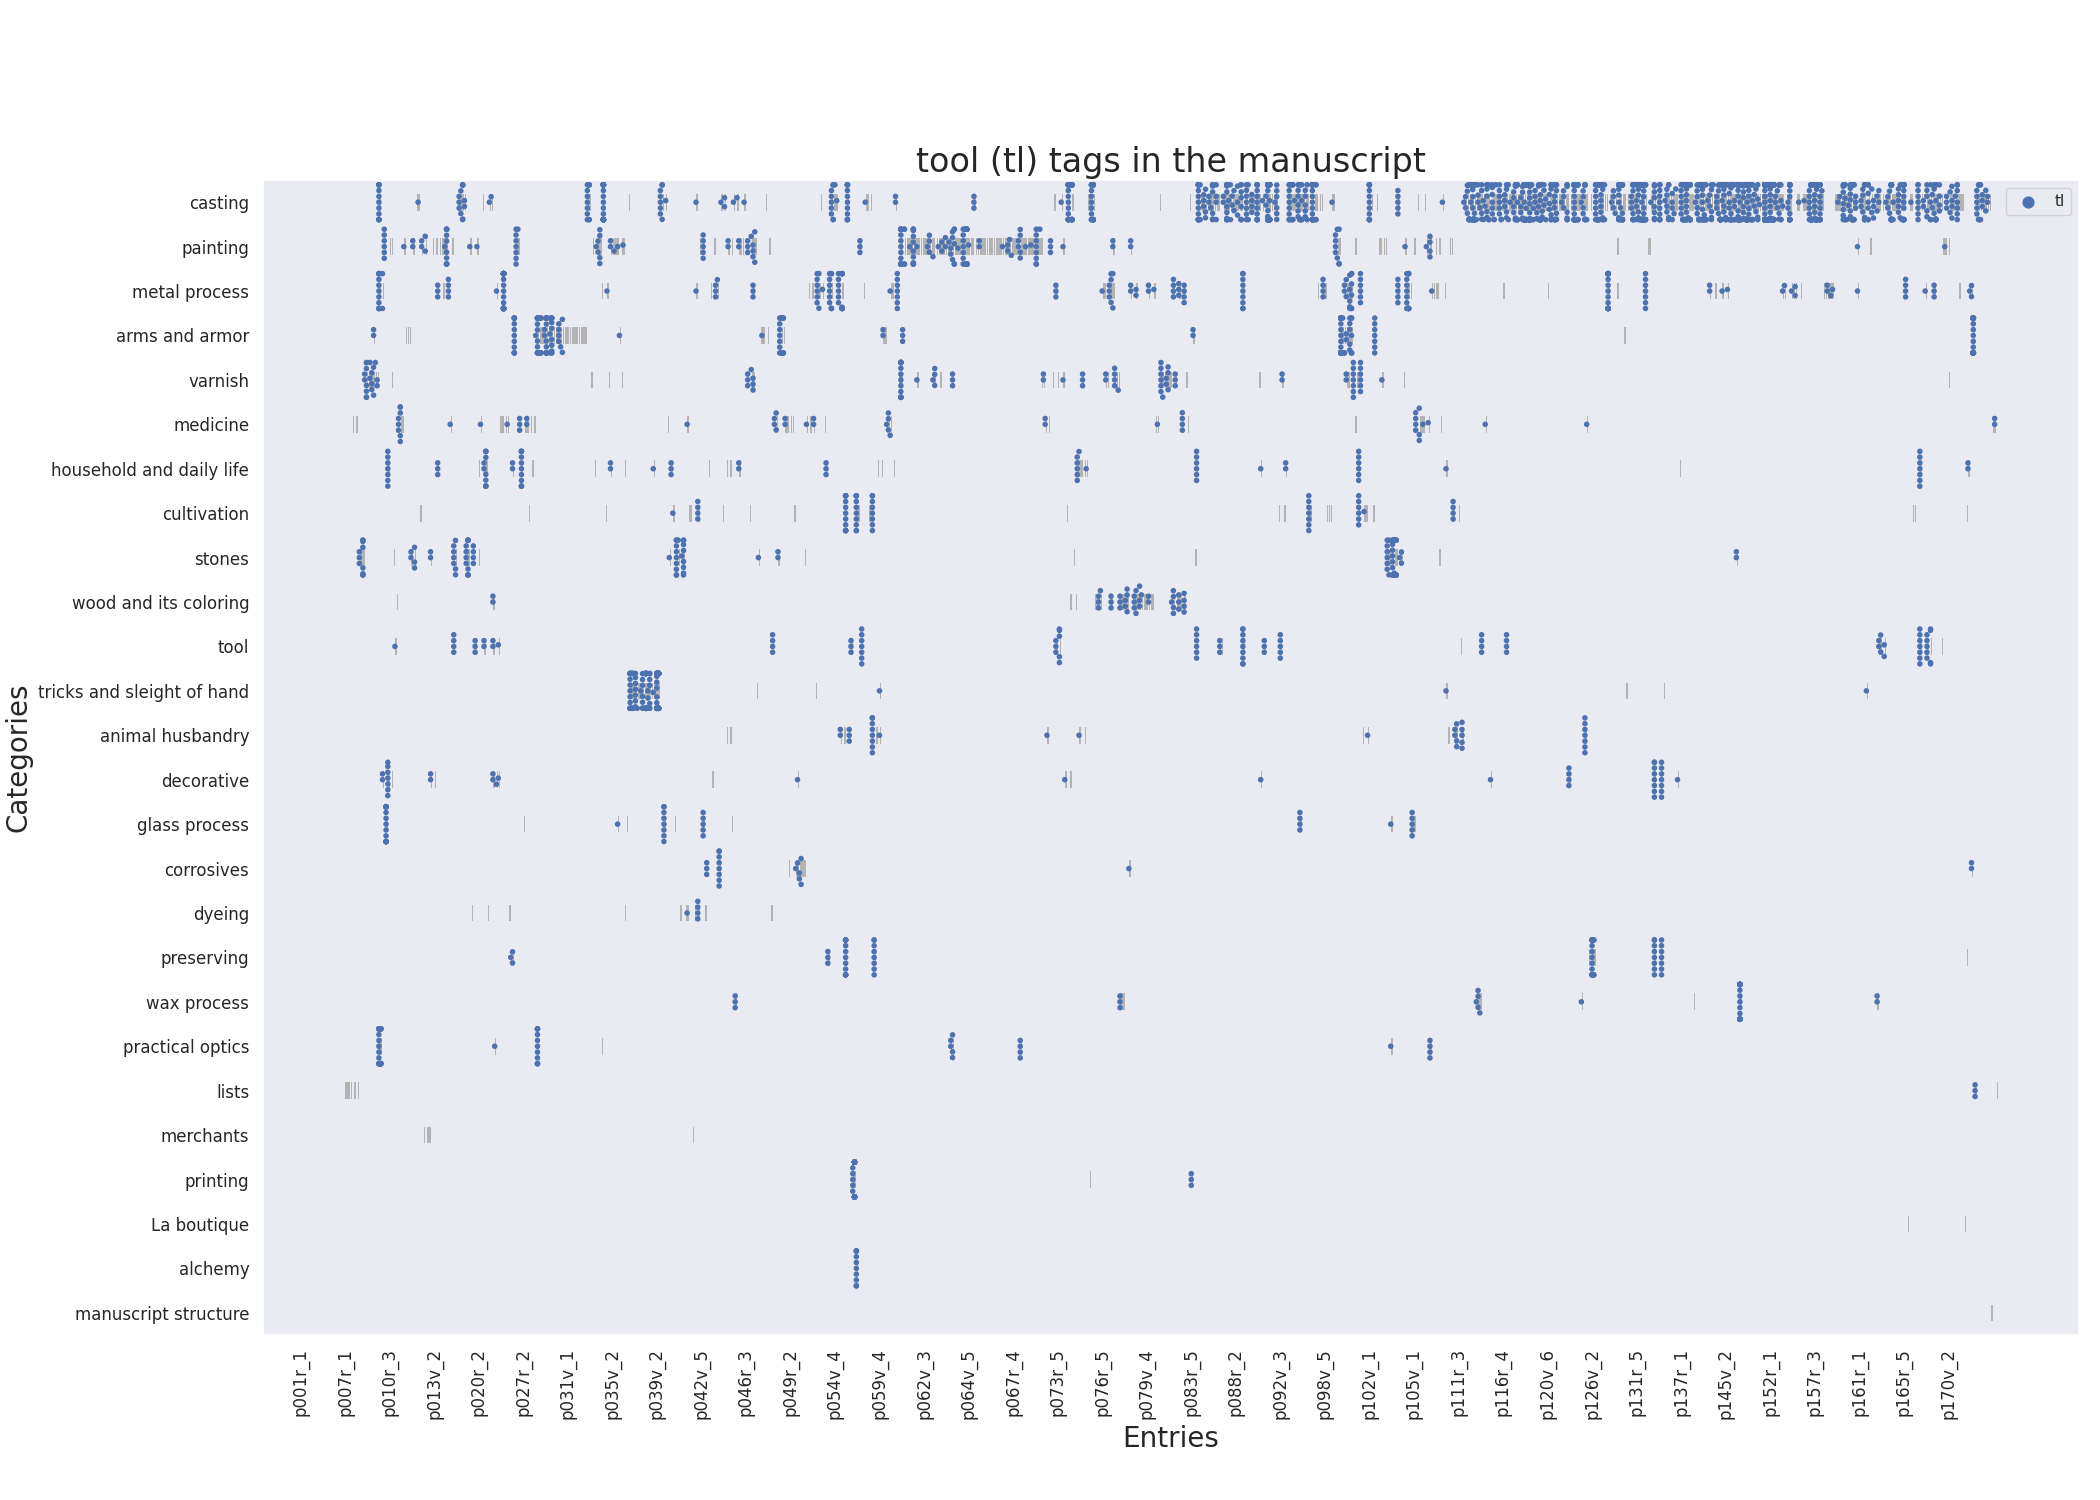 tool (tl) tags in the manuscript
tl
casting
painting
metal process
arms and armor
varnish
medicine
household and daily life
cultivation
stones
wood and its coloring
tool
tricks and sleight of hand
animal husbandry
decorative
glass process
corrosives
dyeing
preserving
wax process
practical optics
lists
merchants
printing
La boutique
alchemy
manuscript structure
Categories
p001r_1
p007r_1
p010r_3
p013v_2
p020r_2
p027r_2
p031v_1
p035v_2
p039v_2
p042v_5
p046r_3
p049r_2
p054v_4
p059v_4
p062v_3
p064v_5
p067r_4
p073r_5
p076r_5
p079v_4
p083r_5
p088r_2
p092v_3
p098v_5
p102v_1
p105v_1
p111r_3
p116r_4
p120v_6
p126v_2
p131r_5
p137r_1
p145v_2
p152r_1
p157r_3
p161r_1
p165r_5
p170v_2
Entries